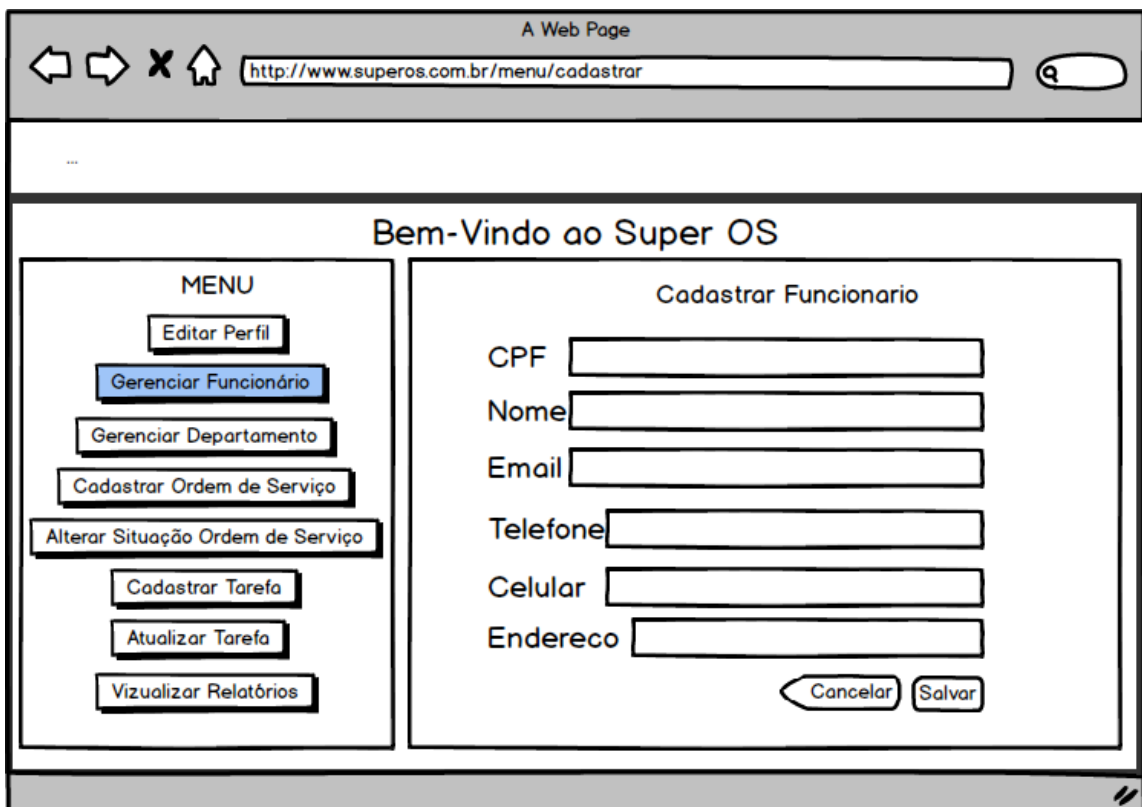 A Web Page
http://www.superos.com.br/menu/cadastrar
...
Bem-Vindo ao Super OS
MENU
Editar Perfil
Gerenciar Funcionário
Gerenciar Departamento
Cadastrar Ordem de Serviço
Alterar Situação Ordem de Serviço
Cadastrar Tarefa
Atualizar Tarefa
Vizualizar Relatórios
Cadastrar Funcionario
CPF
Nome
Email
Telefone
Celular
Endereco
Cancelar
Salvar